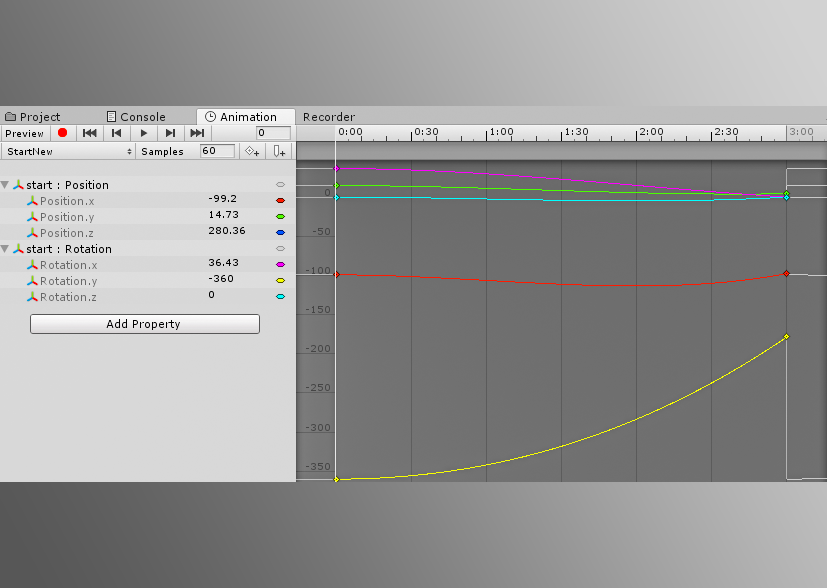 Project Console Animation Recorder
Preview 0 0:00 0:30 1:00 1:30 2:00 2:30 3:00
StartNew Samples 60
start : Position
Position.x -99.2
Position.y 14.73
Position.z 280.36
start : Rotation
Rotation.x 36.43
Rotation.y -360
Rotation.z 0
Add Property
0
-50
-100
-150
-200
-250
-300
-350